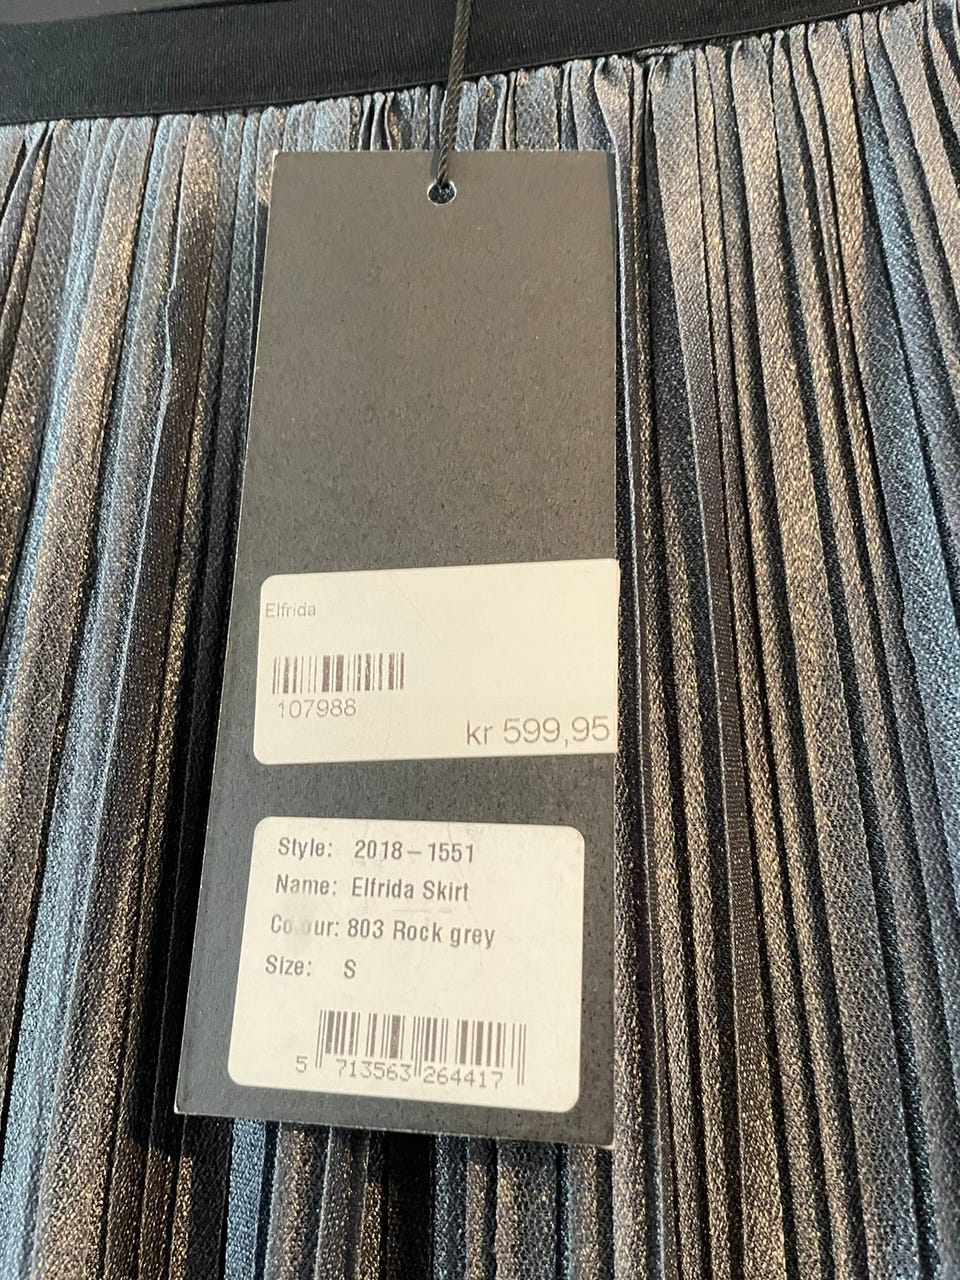 Elfrida
107988
kr 599,95
Style: 2018-1551
Name: Elfrida Skirt
Colour: 803 Rock grey
Size: S
5 713563 264417